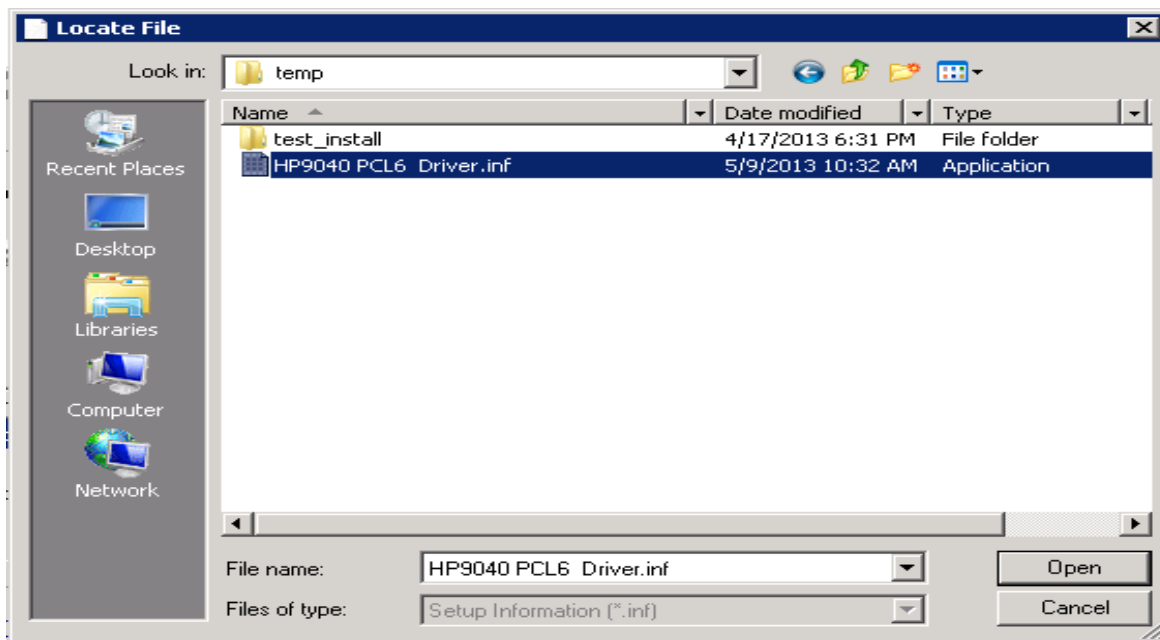 Locate File
Look in:
temp
Name Date modified Type
test_install 4/17/2013 6:31 PM File folder
HP9040 PCL6  Driver.inf 5/9/2013 10:32 AM Application
Recent Places
Desktop
Libraries
Computer
Network
File name: HP9040 PCL6  Driver.inf Open
Files of type: Setup Information (*.inf) Cancel